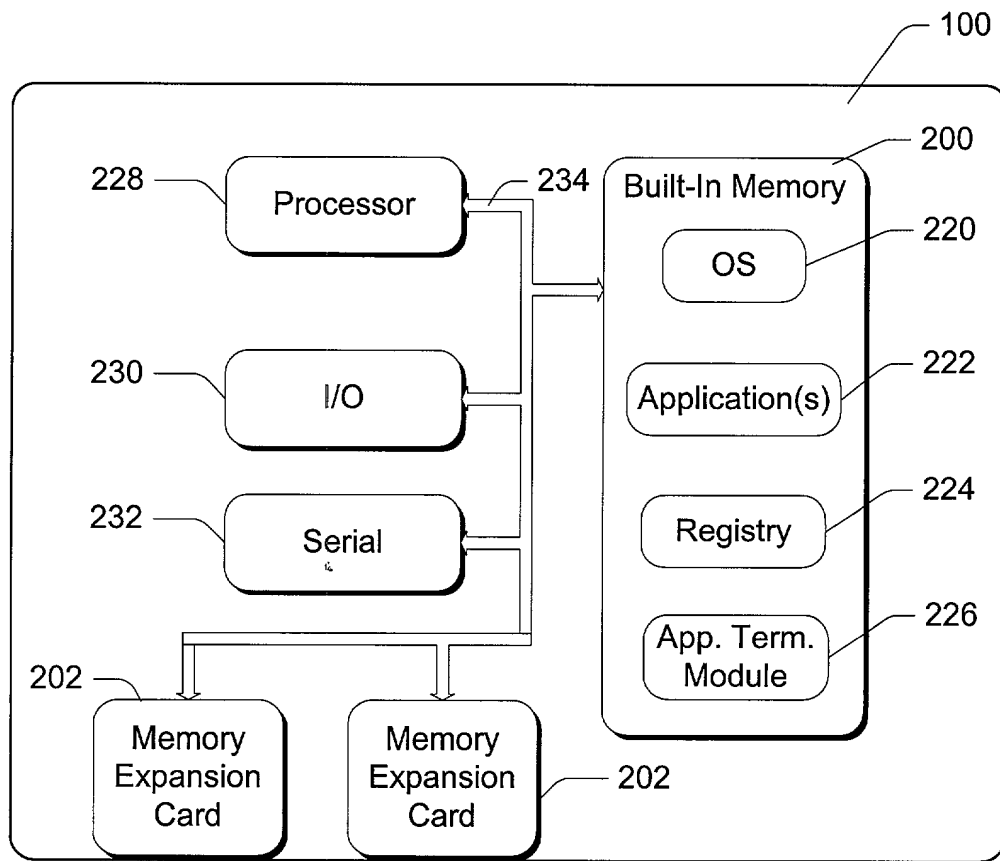 100
200
228
Processor
234
Built-In Memory
OS
220
230
I/O
Application(s)
222
232
Serial
Registry
224
App. Term.
Module
226
202
Memory
Expansion
Card
Memory
Expansion
Card
202